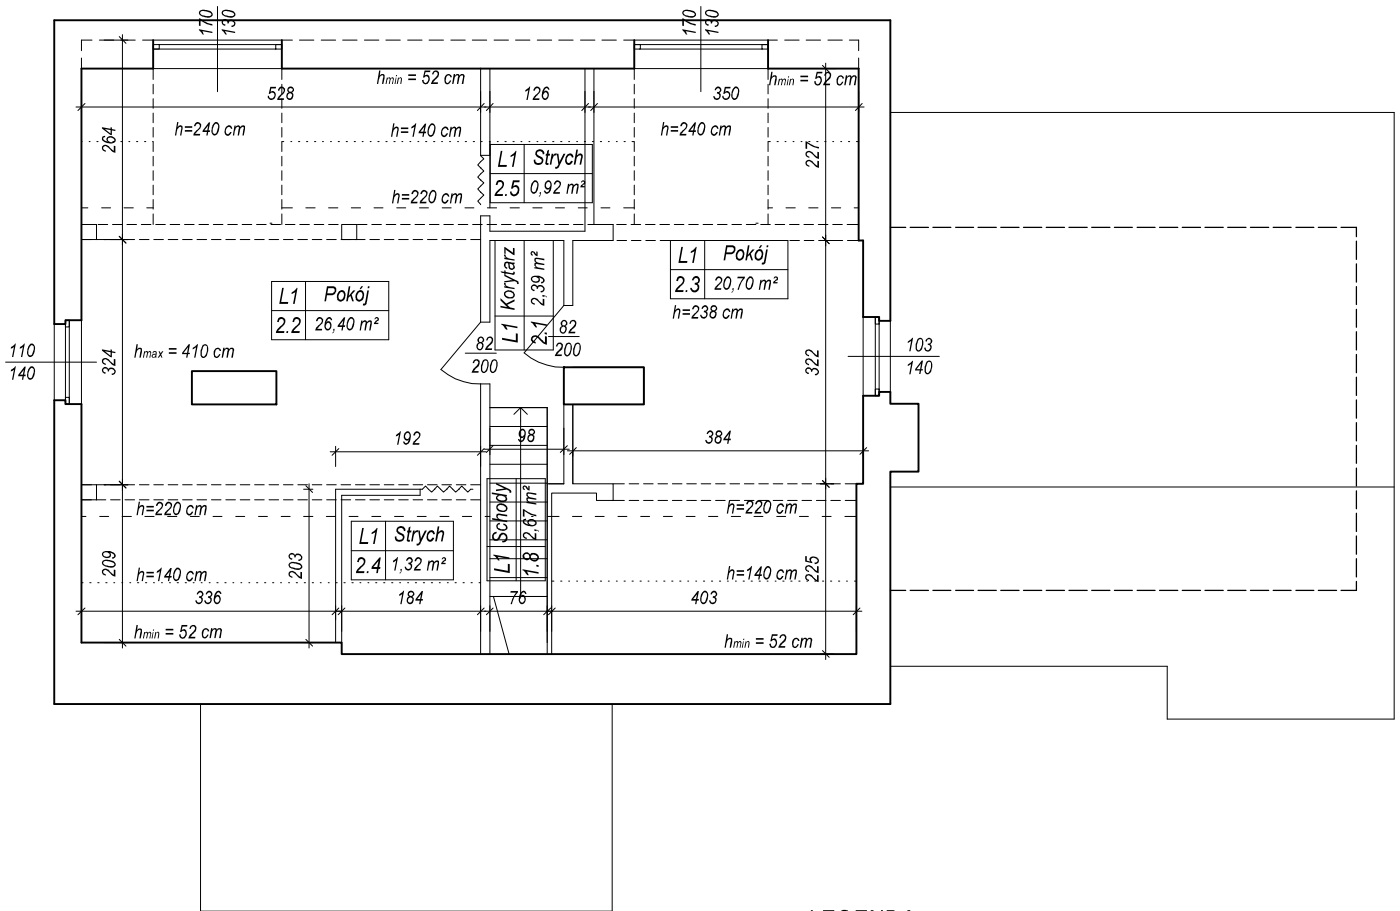 170
130
170
130
hmin = 52 cm
hmin = 52 cm
528
126
350
264
h=240 cm
h=140 cm
h=240 cm
227
L1 Strych
2.5 0,92 m²
h=220 cm
L1 Korytarz
2.1 2,39 m²
L1 Pokój
2.3 20,70 m²
h=238 cm
L1 Pokój
2.2 26,40 m²
82
200
82
200
110
140
hmax = 410 cm
324
322
103
140
192
98
384
h=220 cm
h=220 cm
L1 Schody
1.8 2,67 m²
L1 Strych
2.4 1,32 m²
209
203
225
h=140 cm
h=140 cm
336
184
76
403
hmin = 52 cm
hmin = 52 cm